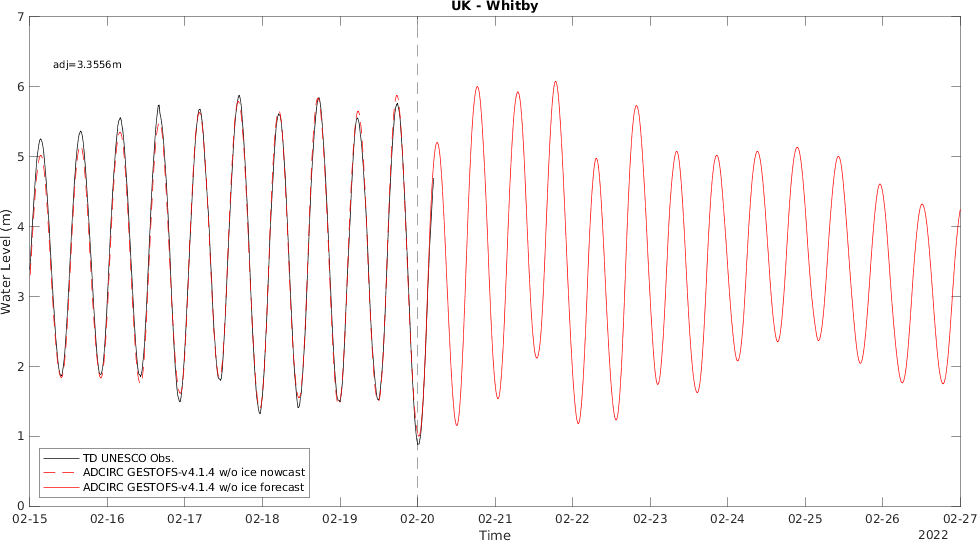 UK - Whitby
adj=3.3556m
7
6
5
4
3
2
1
0
Water Level (m)
TD UNESCO Obs.
ADCIRC GESTOFS-v4.1.4 w/o ice nowcast
ADCIRC GESTOFS-v4.1.4 w/o ice forecast
02-15 02-16 02-17 02-18 02-19 02-20 02-21 02-22 02-23 02-24 02-25 02-26 02-27
Time
2022